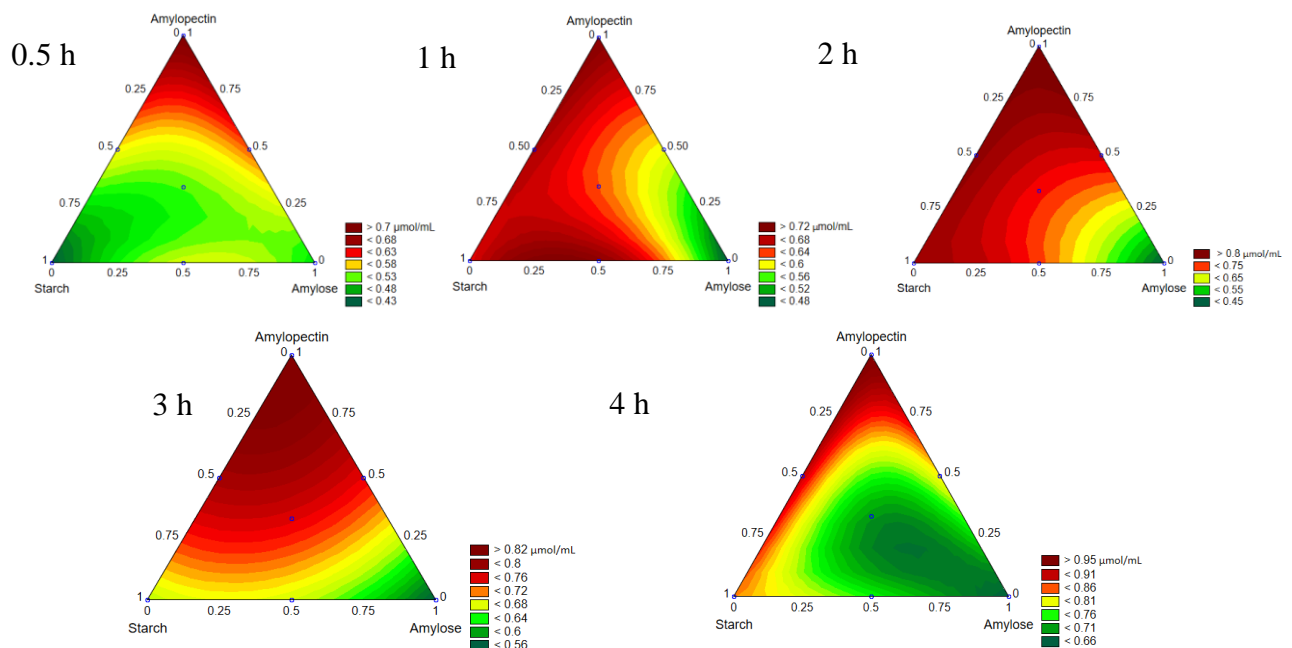 0.5 h
Amylopectin
0 1
0.25 0.75
0.5 0.5
0.75 0.25
1 0
0 0.25 0.5 0.75 1
Starch Amylose
> 0.7 µmol/mL
< 0.68
< 0.63
< 0.58
< 0.53
< 0.48
< 0.43
1 h
Amylopectin
0 1
0.25 0.75
0.50 0.50
0.75 0.25
1 0
0 0.25 0.5 0.75 1
Starch Amylose
> 0.72 µmol/mL
< 0.68
< 0.64
< 0.6
< 0.56
< 0.52
< 0.48
2 h
Amylopectin
0 1
0.25 0.75
0.5 0.5
0.75 0.25
1 0
0 0.25 0.5 0.75 1
Starch Amylose
> 0.8 µmol/mL
< 0.75
< 0.65
< 0.55
< 0.45
3 h
Amylopectin
0 1
0.25 0.75
0.5 0.5
0.75 0.25
1 0
0 0.25 0.5 0.75 1
Starch Amylose
> 0.82 µmol/mL
< 0.8
< 0.76
< 0.72
< 0.68
< 0.64
< 0.6
< 0.56
4 h
Amylopectin
0 1
0.25 0.75
0.5 0.5
0.75 0.25
1 0
0 0.25 0.5 0.75 1
Starch Amylose
> 0.95 µmol/mL
< 0.91
< 0.86
< 0.81
< 0.76
< 0.71
< 0.66